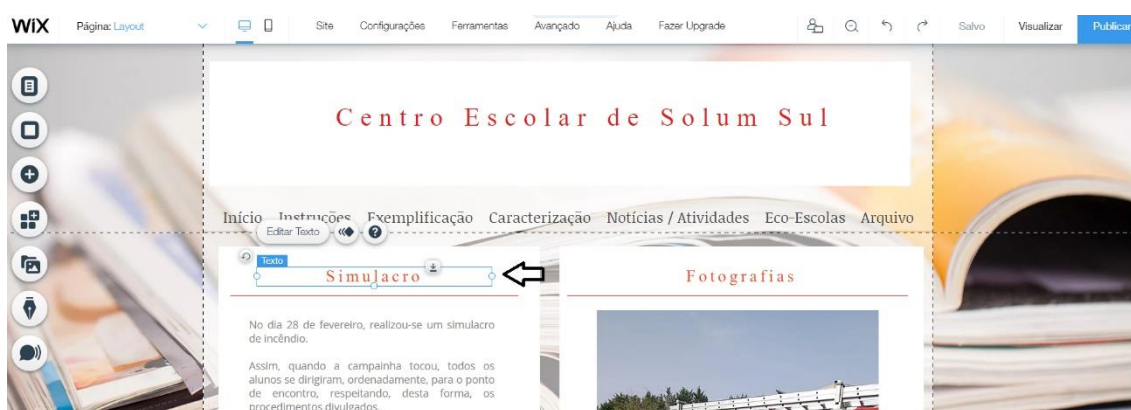 WiX Página: Layout Site Configurações Ferramentas Avançado Ajuda Fazer Upgrade Salvo Visualizar Publicar
Centro Escolar de Solum Sul
Início Instruções Exemplificação Caracterização Notícias / Atividades Eco-Escolas Arquivo
Editar Texto
Texto
Simulacro
Fotografias
No dia 28 de fevereiro, realizou-se um simulacro
de incêndio.
Assim, quando a campainha tocou, todos os
alunos se dirigiram, ordenadamente, para o ponto
de encontro, respeitando, desta forma, os
procedimentos divulgados.